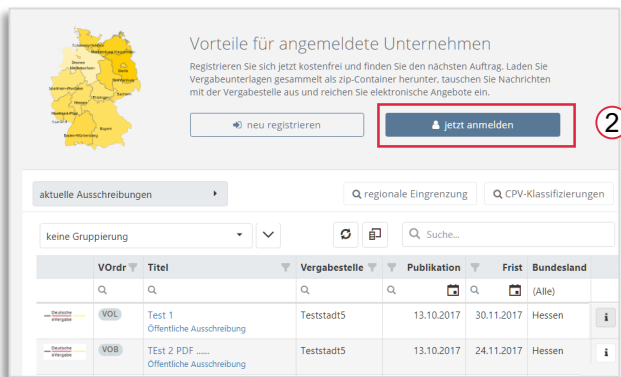 Vorteile für angemeldete Unternehmen
Registrieren Sie sich jetzt kostenfrei und finden Sie den nächsten Auftrag. Laden Sie
Vergabeunterlagen gesammelt als zip-Container herunter, tauschen Sie Nachrichten
mit der Vergabestelle aus und reichen Sie elektronische Angebote ein.
neu registrieren
jetzt anmelden
2
aktuelle Ausschreibungen
regionale Eingrenzung
CPV-Klassifizierungen
keine Gruppierung
Suche...
VOrdr Titel Vergabestelle Publikation Frist Bundesland
(Alle)
Deutsche eVergabe VOL Test 1 Teststadt5 13.10.2017 30.11.2017 Hessen i
Öffentliche Ausschreibung
Deutsche eVergabe VOB TEst 2 PDF ...... Teststadt5 13.10.2017 24.11.2017 Hessen i
Öffentliche Ausschreibung